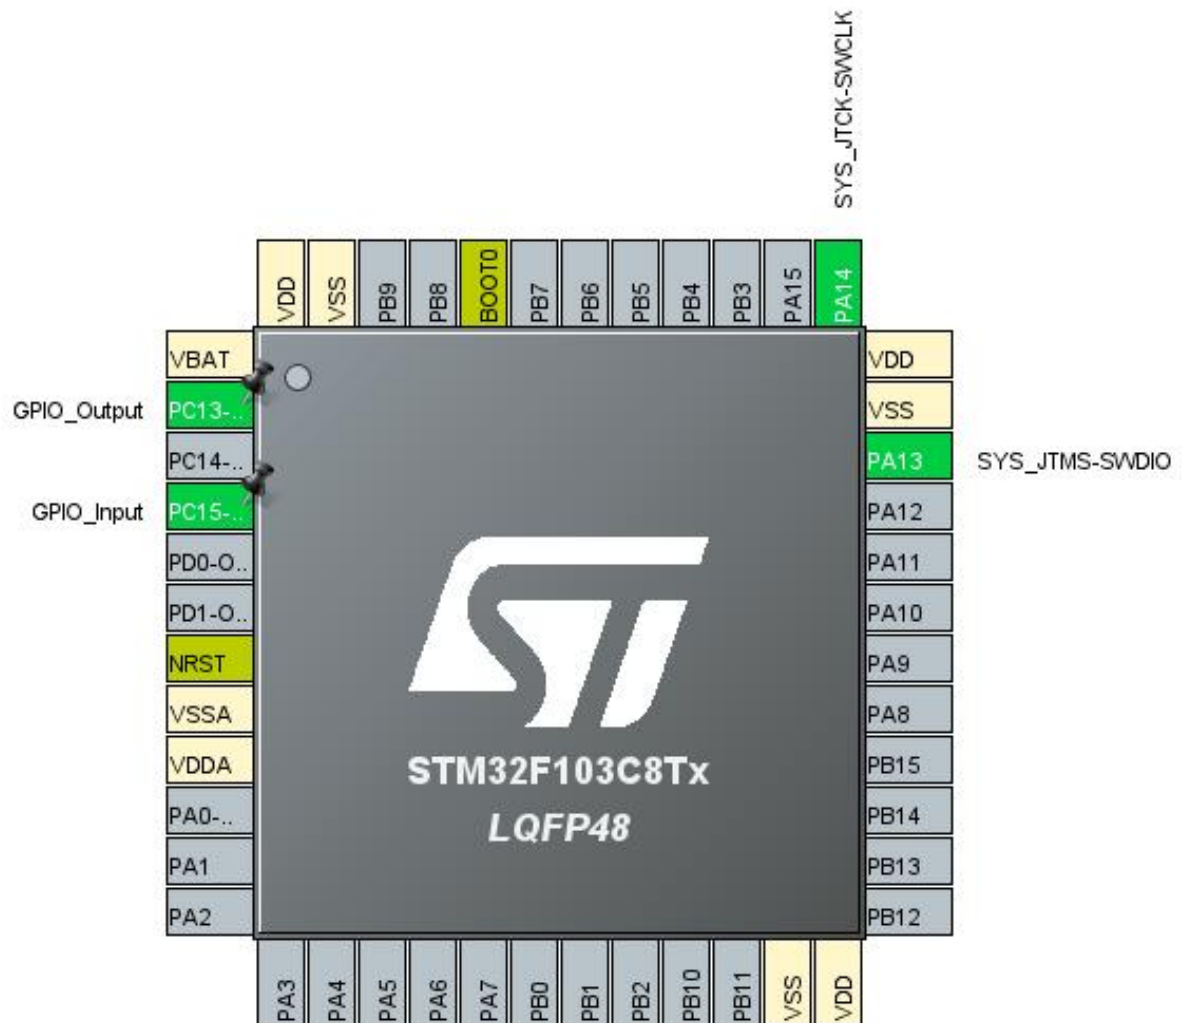 SYS_JTCK-SWCLK
VDD
VSS
PB9
PB8
BOOT0
PB7
PB6
PB5
PB4
PB3
PA15
PA14
VBAT
GPIO_Output
PC13-..
PC14-..
GPIO_Input
PC15-..
PD0-O..
PD1-O..
NRST
VSSA
VDDA
PA0-..
PA1
PA2
VDD
VSS
PA13
SYS_JTMS-SWDIO
PA12
PA11
PA10
PA9
PA8
PB15
PB14
PB13
PB12
ST
STM32F103C8Tx
LQFP48
PA3
PA4
PA5
PA6
PA7
PB0
PB1
PB2
PB10
PB11
VSS
VDD